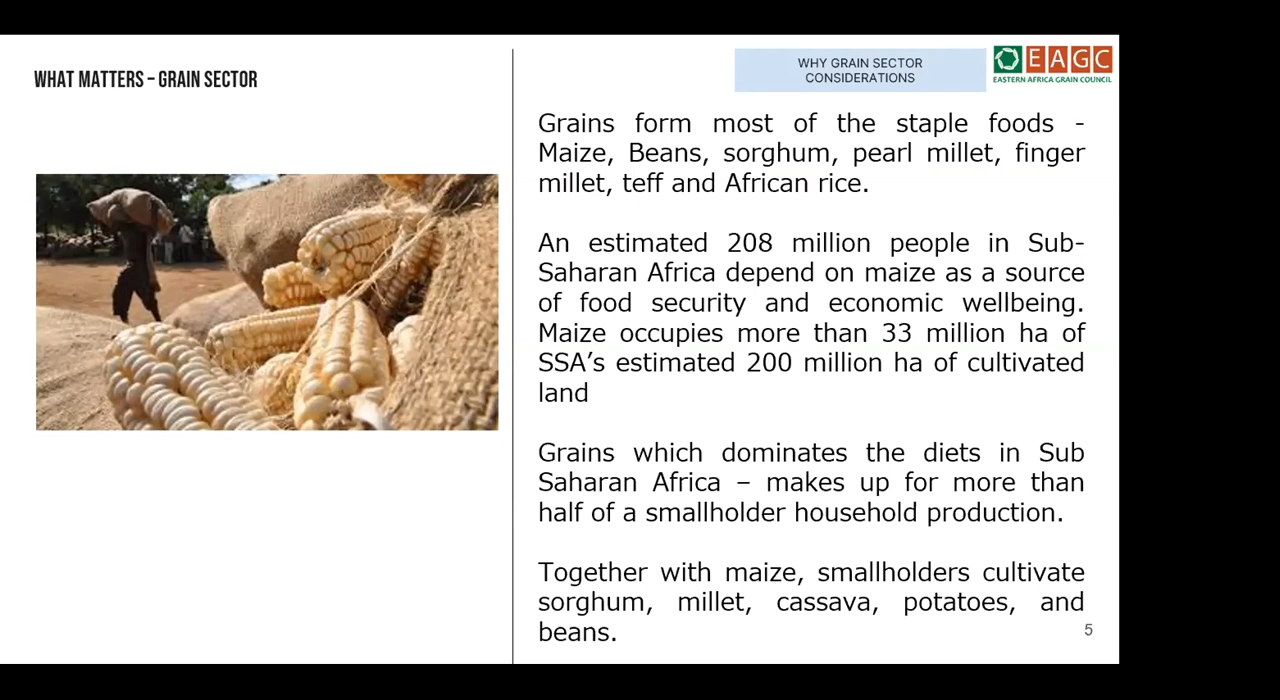 WHAT MATTERS – GRAIN SECTOR
WHY GRAIN SECTOR
CONSIDERATIONS
EAGC
EASTERN AFRICA GRAIN COUNCIL
Grains form most of the staple foods -
Maize, Beans, sorghum, pearl millet, finger
millet, teff and African rice.
An estimated 208 million people in Sub-
Saharan Africa depend on maize as a source
of food security and economic wellbeing.
Maize occupies more than 33 million ha of
SSA’s estimated 200 million ha of cultivated
land
Grains which dominates the diets in Sub
Saharan Africa – makes up for more than
half of a smallholder household production.
Together with maize, smallholders cultivate
sorghum, millet, cassava, potatoes, and
beans.
5